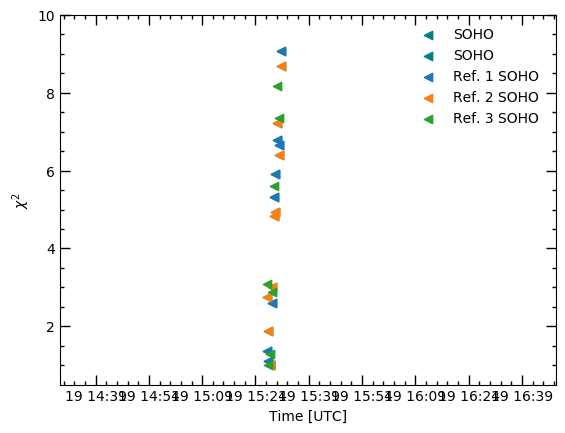 10
8
6
4
2
χ²
SOHO
SOHO
Ref. 1 SOHO
Ref. 2 SOHO
Ref. 3 SOHO
19 14:39 19 14:54 19 15:09 19 15:24 19 15:39 19 15:54 19 16:09 19 16:24 19 16:39
Time [UTC]